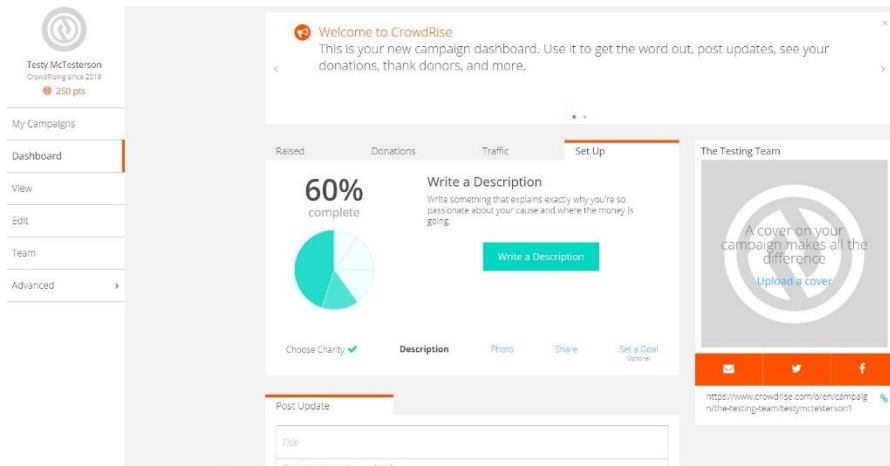 Testy McTesterson
CrowdRising since 2018
250 pts
My Campaigns
Dashboard
View
Edit
Team
Advanced
Welcome to CrowdRise
This is your new campaign dashboard. Use it to get the word out, post updates, see your
donations, thank donors, and more.
Raised Donations Traffic Set Up
60%
complete
Write a Description
Write something that explains exactly why you're so
passionate about your cause and where the money is
going.
Write a Description
Choose Charity Description Photo Share Set a Goal
Optional
The Testing Team
A cover on your
campaign makes all the
difference
Upload a cover
https://www.crowdrise.com/o/en/campaig
n/the-testing-team/testymctesterson1
Post Update
Title